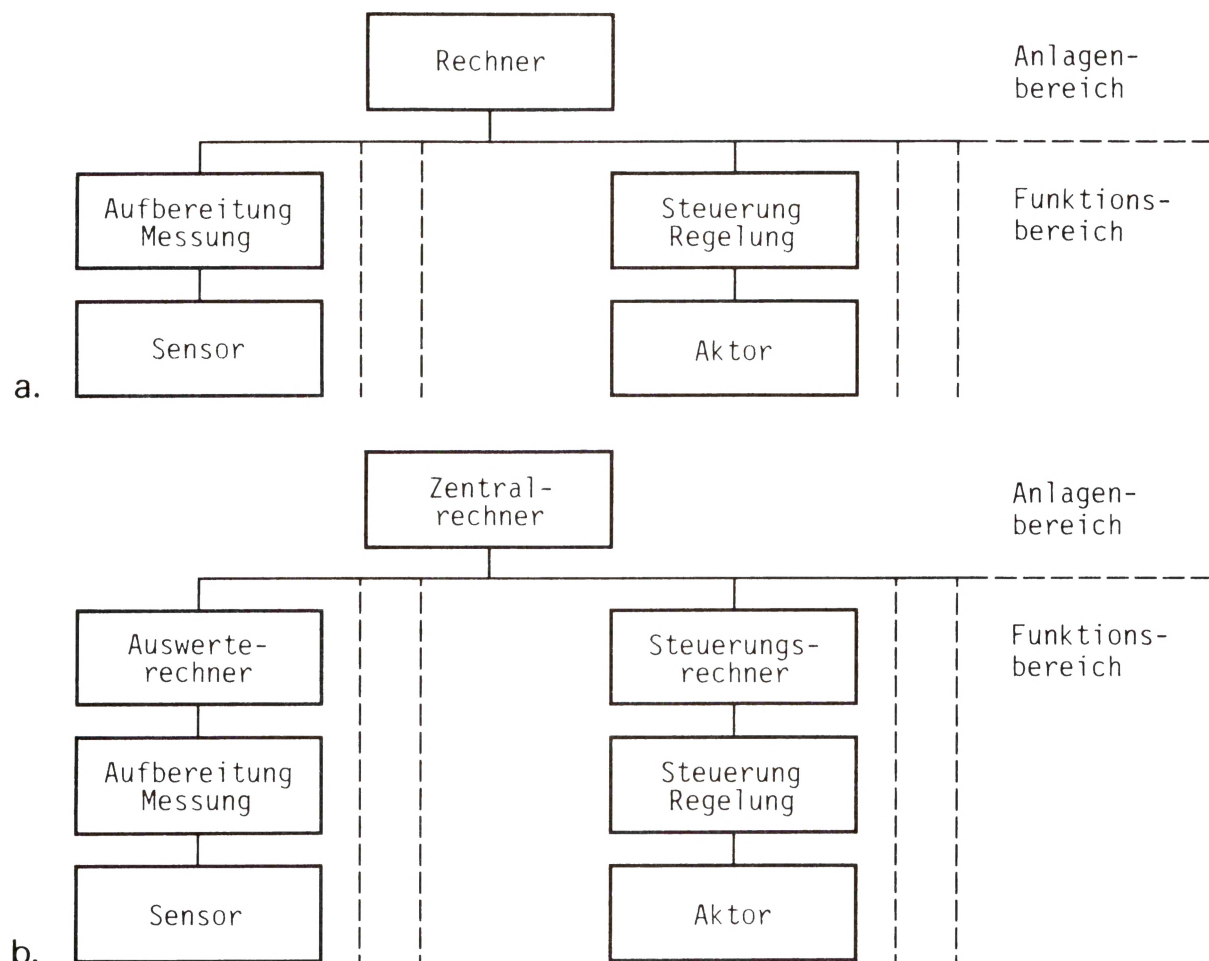 Rechner
Anlagen-
bereich
Aufbereitung
Messung
Steuerung
Regelung
Funktions-
bereich
Sensor
Aktor
a.
Zentral-
rechner
Anlagen-
bereich
Auswerte-
rechner
Steuerungs-
rechner
Funktions-
bereich
Aufbereitung
Messung
Steuerung
Regelung
Sensor
Aktor
b.